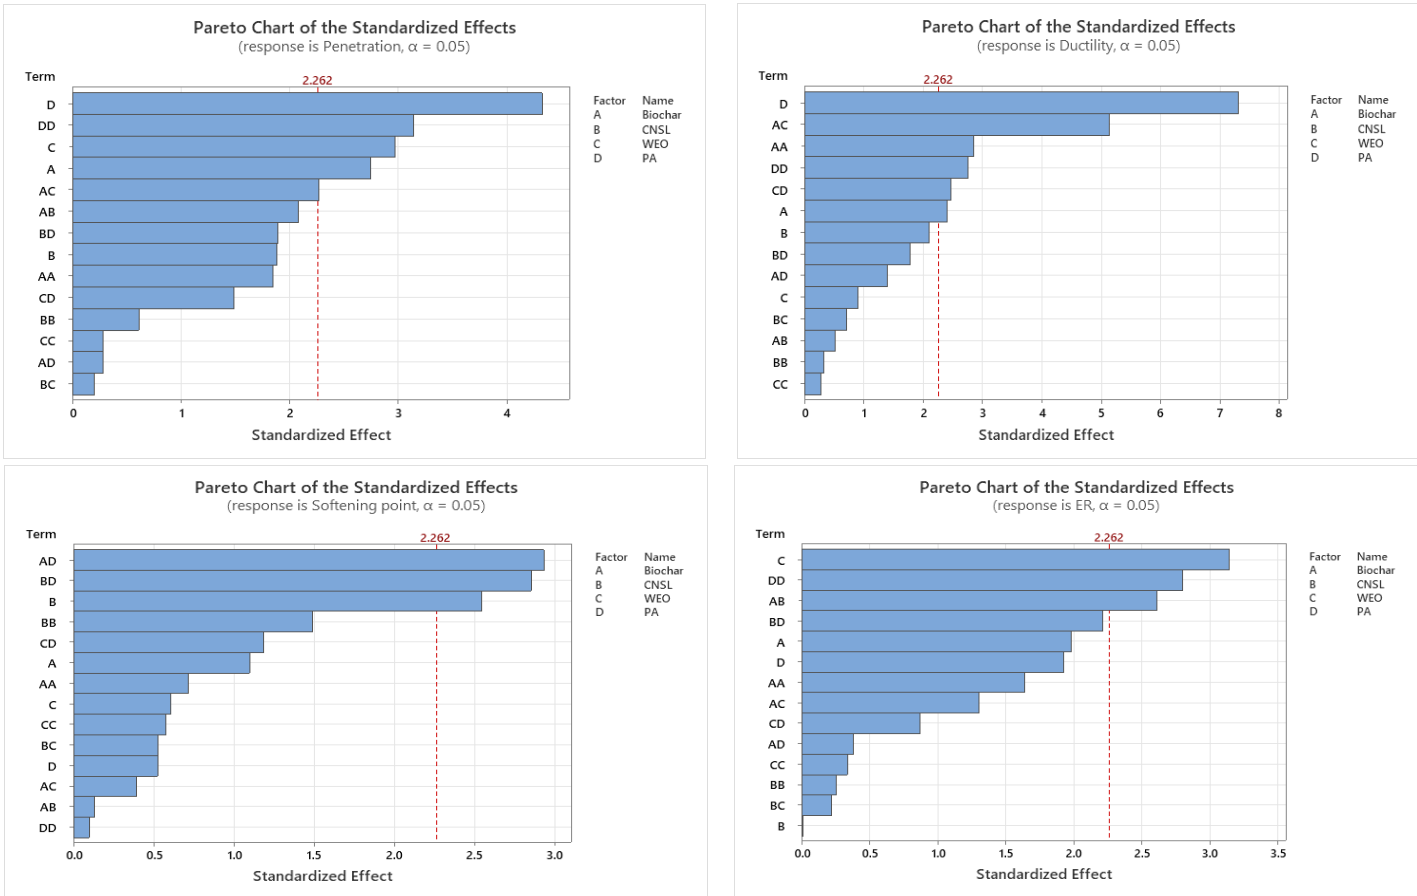 Pareto Chart of the Standardized Effects
(response is Penetration, α = 0.05)
Term
2.262
D
DD
C
A
AC
AB
BD
B
AA
CD
BB
CC
AD
BC
0 1 2 3 4
Standardized Effect
Factor Name
A Biochar
B CNSL
C WEO
D PA
Pareto Chart of the Standardized Effects
(response is Ductility, α = 0.05)
Term
2.262
D
AC
AA
DD
CD
A
B
BD
AD
C
BC
AB
BB
CC
0 1 2 3 4 5 6 7 8
Standardized Effect
Factor Name
A Biochar
B CNSL
C WEO
D PA
Pareto Chart of the Standardized Effects
(response is Softening point, α = 0.05)
Term
2.262
AD
BD
B
BB
CD
A
AA
C
CC
BC
D
AC
AB
DD
0.0 0.5 1.0 1.5 2.0 2.5 3.0
Standardized Effect
Factor Name
A Biochar
B CNSL
C WEO
D PA
Pareto Chart of the Standardized Effects
(response is ER, α = 0.05)
Term
2.262
C
DD
AB
BD
A
D
AA
AC
CD
AD
CC
BB
BC
B
0.0 0.5 1.0 1.5 2.0 2.5 3.0 3.5
Standardized Effect
Factor Name
A Biochar
B CNSL
C WEO
D PA